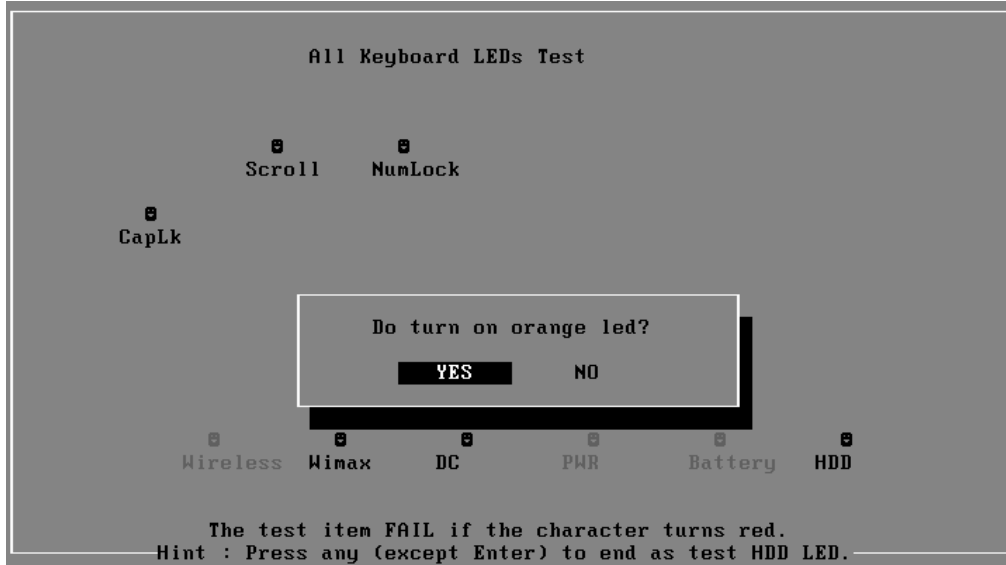 All Keyboard LEDs Test
Scroll NumLock
CapLk
Do turn on orange led?
YES NO
Wireless Wimax DC PWR Battery HDD
The test item FAIL if the character turns red.
Hint : Press any (except Enter) to end as test HDD LED.